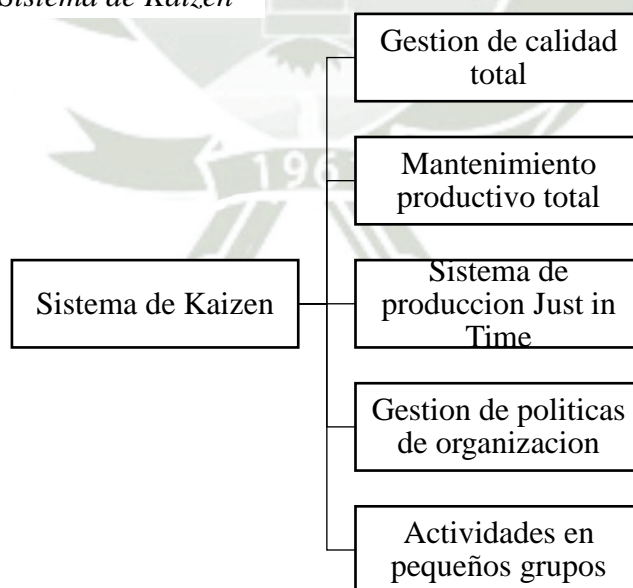 Sistema de Kaizen
Gestion de calidad
total
Mantenimiento
productivo total
Sistema de Kaizen
Sistema de
produccion Just in
Time
Gestion de politicas
de organizacion
Actividades en
pequeños grupos